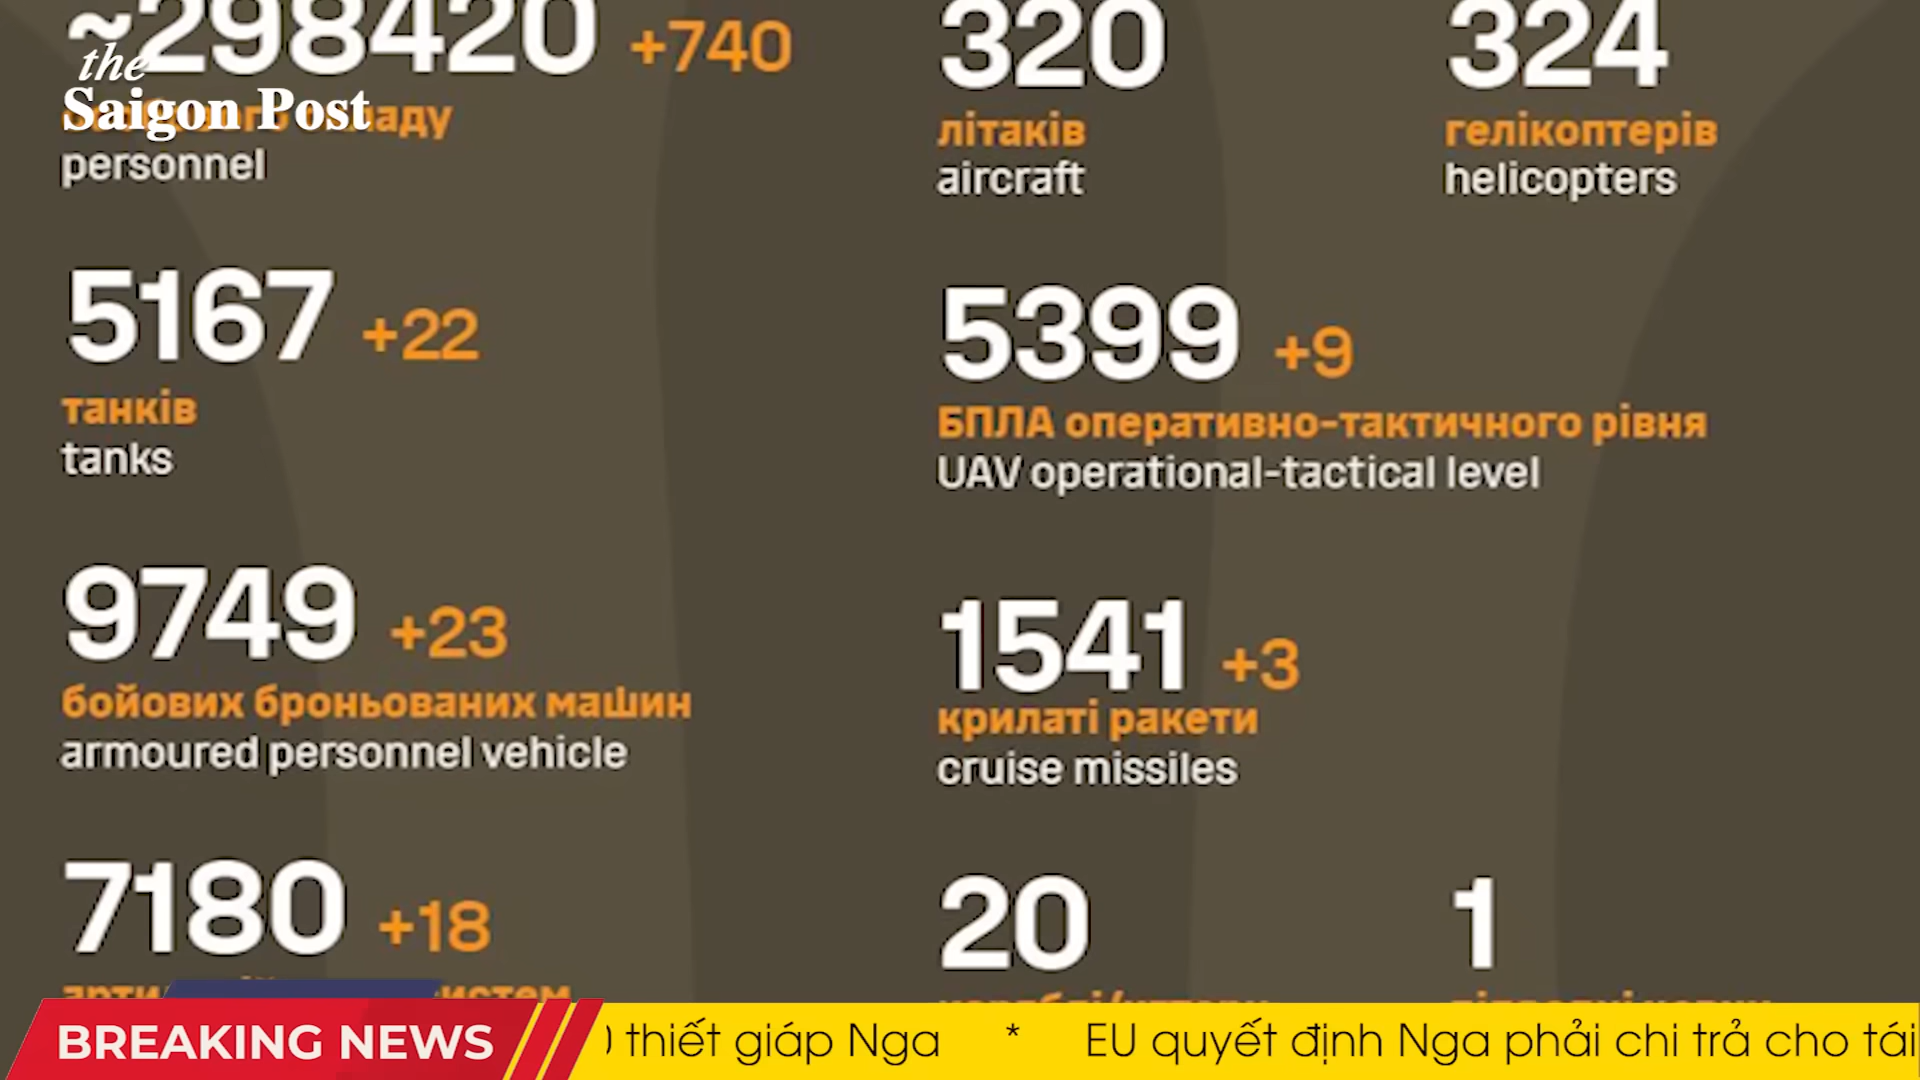 ~298420 +740
the
Saigon Post
personnel
320
літаків
aircraft
324
гелікоптерів
helicopters
5167 +22
танків
tanks
5399 +9
БПЛА оперативно-тактичного рівня
UAV operational-tactical level
9749 +23
бойових броньованих машин
armoured personnel vehicle
1541 +3
крилаті ракети
cruise missiles
7180 +18
20
1
BREAKING NEWS
thiết giáp Nga * EU quyết định Nga phải chi trả cho tái